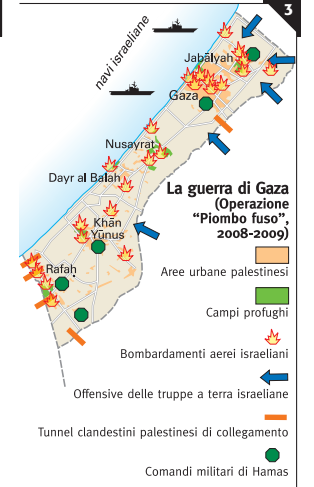 3
navi israeliane
Jabālyah
Gaza
Nusayrat
Dayr al Balah
Khān
Yūnus
Rafah
La guerra di Gaza
(Operazione
“Piombo fuso”,
2008-2009)
Aree urbane palestinesi
Campi profughi
Bombardamenti aerei israeliani
Offensive delle truppe a terra israeliane
Tunnel clandestini palestinesi di collegamento
Comandi militari di Hamas